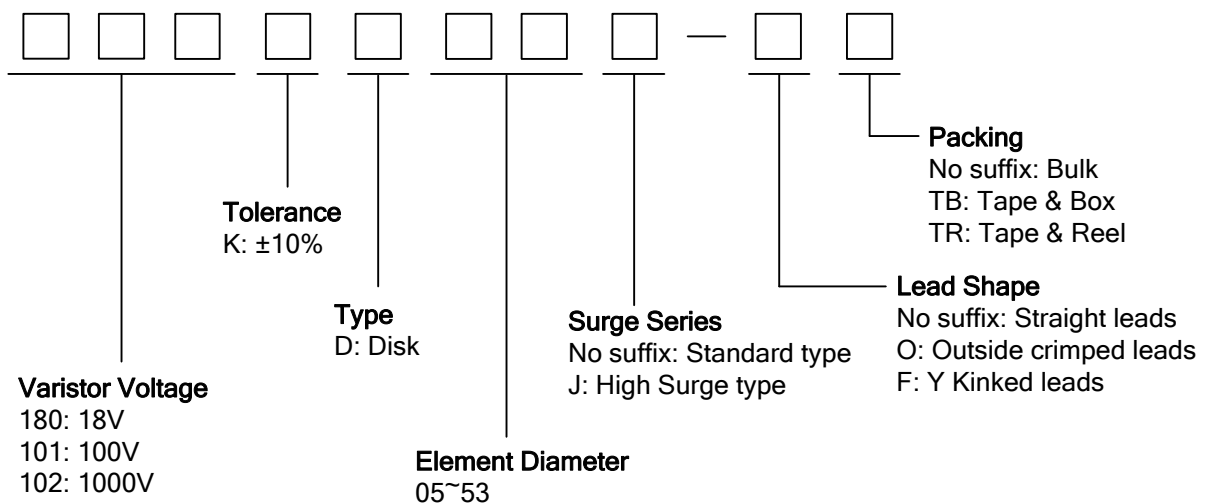 Packing
No suffix: Bulk
TB: Tape & Box
TR: Tape & Reel
Tolerance
K: ±10%
Lead Shape
No suffix: Straight leads
O: Outside crimped leads
F: Y Kinked leads
Type
D: Disk
Surge Series
No suffix: Standard type
J: High Surge type
Varistor Voltage
180: 18V
101: 100V
102: 1000V
Element Diameter
05~53